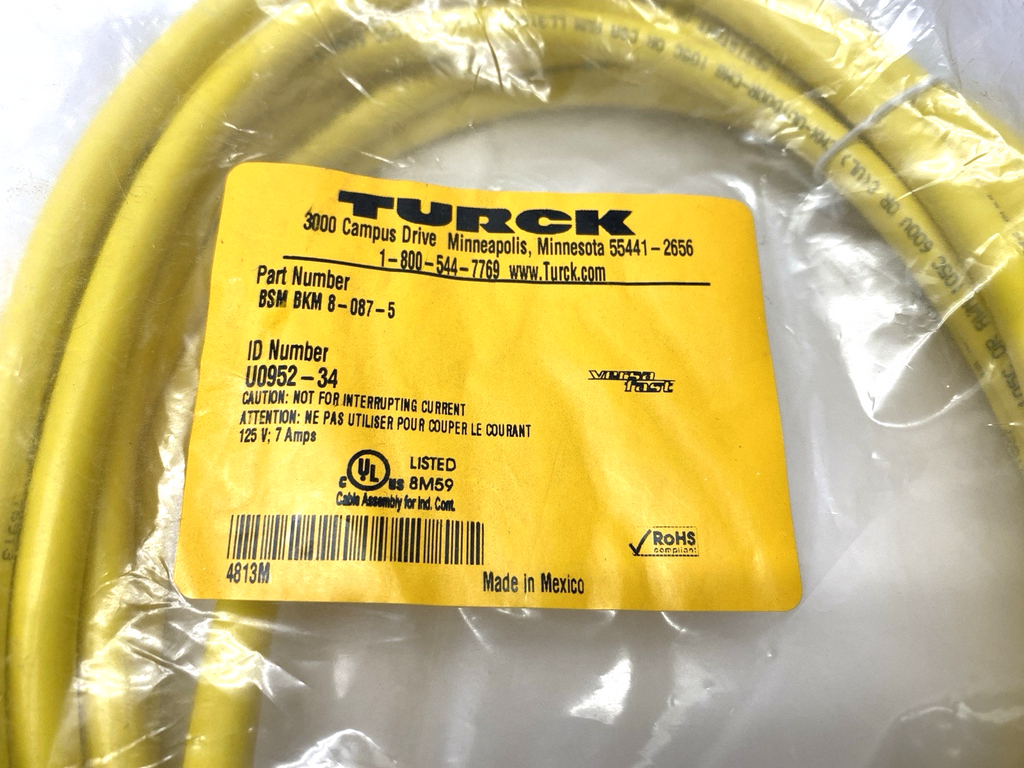 TURCK
3000 Campus Drive Minneapolis, Minnesota 55441-2656
1-800-544-7769 www.Turck.com
Part Number
BSM BKM 8-087-5
ID Number
U0952-34
versa
fast
CAUTION: NOT FOR INTERRUPTING CURRENT
ATTENTION: NE PAS UTILISER POUR COUPER LE COURANT
125 V; 7 Amps
c UL us LISTED
8M59
Cable Assembly for Ind. Cont.
RoHS
compliant
4813M
Made in Mexico